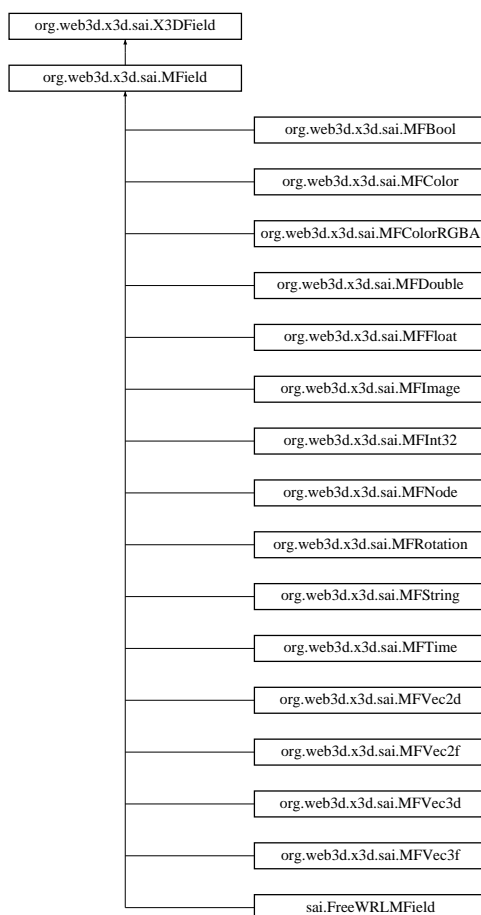 org.web3d.x3d.sai.X3DField
org.web3d.x3d.sai.MField
org.web3d.x3d.sai.MFBool
org.web3d.x3d.sai.MFColor
org.web3d.x3d.sai.MFColorRGBA
org.web3d.x3d.sai.MFDouble
org.web3d.x3d.sai.MFFloat
org.web3d.x3d.sai.MFImage
org.web3d.x3d.sai.MFInt32
org.web3d.x3d.sai.MFNode
org.web3d.x3d.sai.MFRotation
org.web3d.x3d.sai.MFString
org.web3d.x3d.sai.MFTime
org.web3d.x3d.sai.MFVec2d
org.web3d.x3d.sai.MFVec2f
org.web3d.x3d.sai.MFVec3d
org.web3d.x3d.sai.MFVec3f
sai.FreeWRLMField